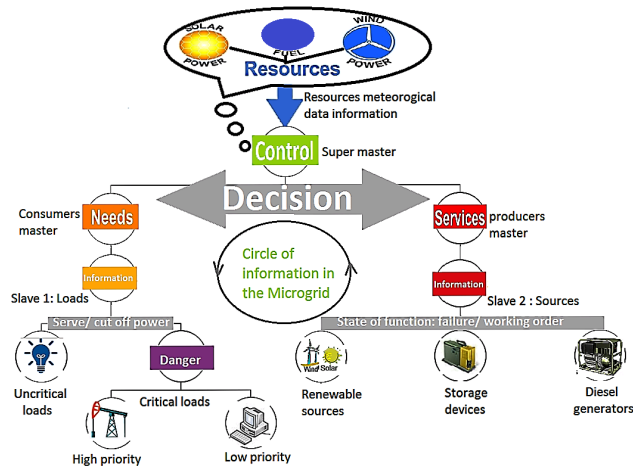 SOLAR
POWER
FUEL
WIND
POWER
Resources
Resources meteorogical
data information
Control
Super master
Decision
Consumers
master
Needs
Services
producers
master
Circle of
information in
the Microgrid
Information
Information
Slave 1: Loads
Slave 2 : Sources
Serve/ cut off power
State of function: failure/ working order
Danger
Wind Solar
Uncritical
loads
Critical loads
Renewable
sources
Storage
devices
Diesel
generators
High priority
Low priority